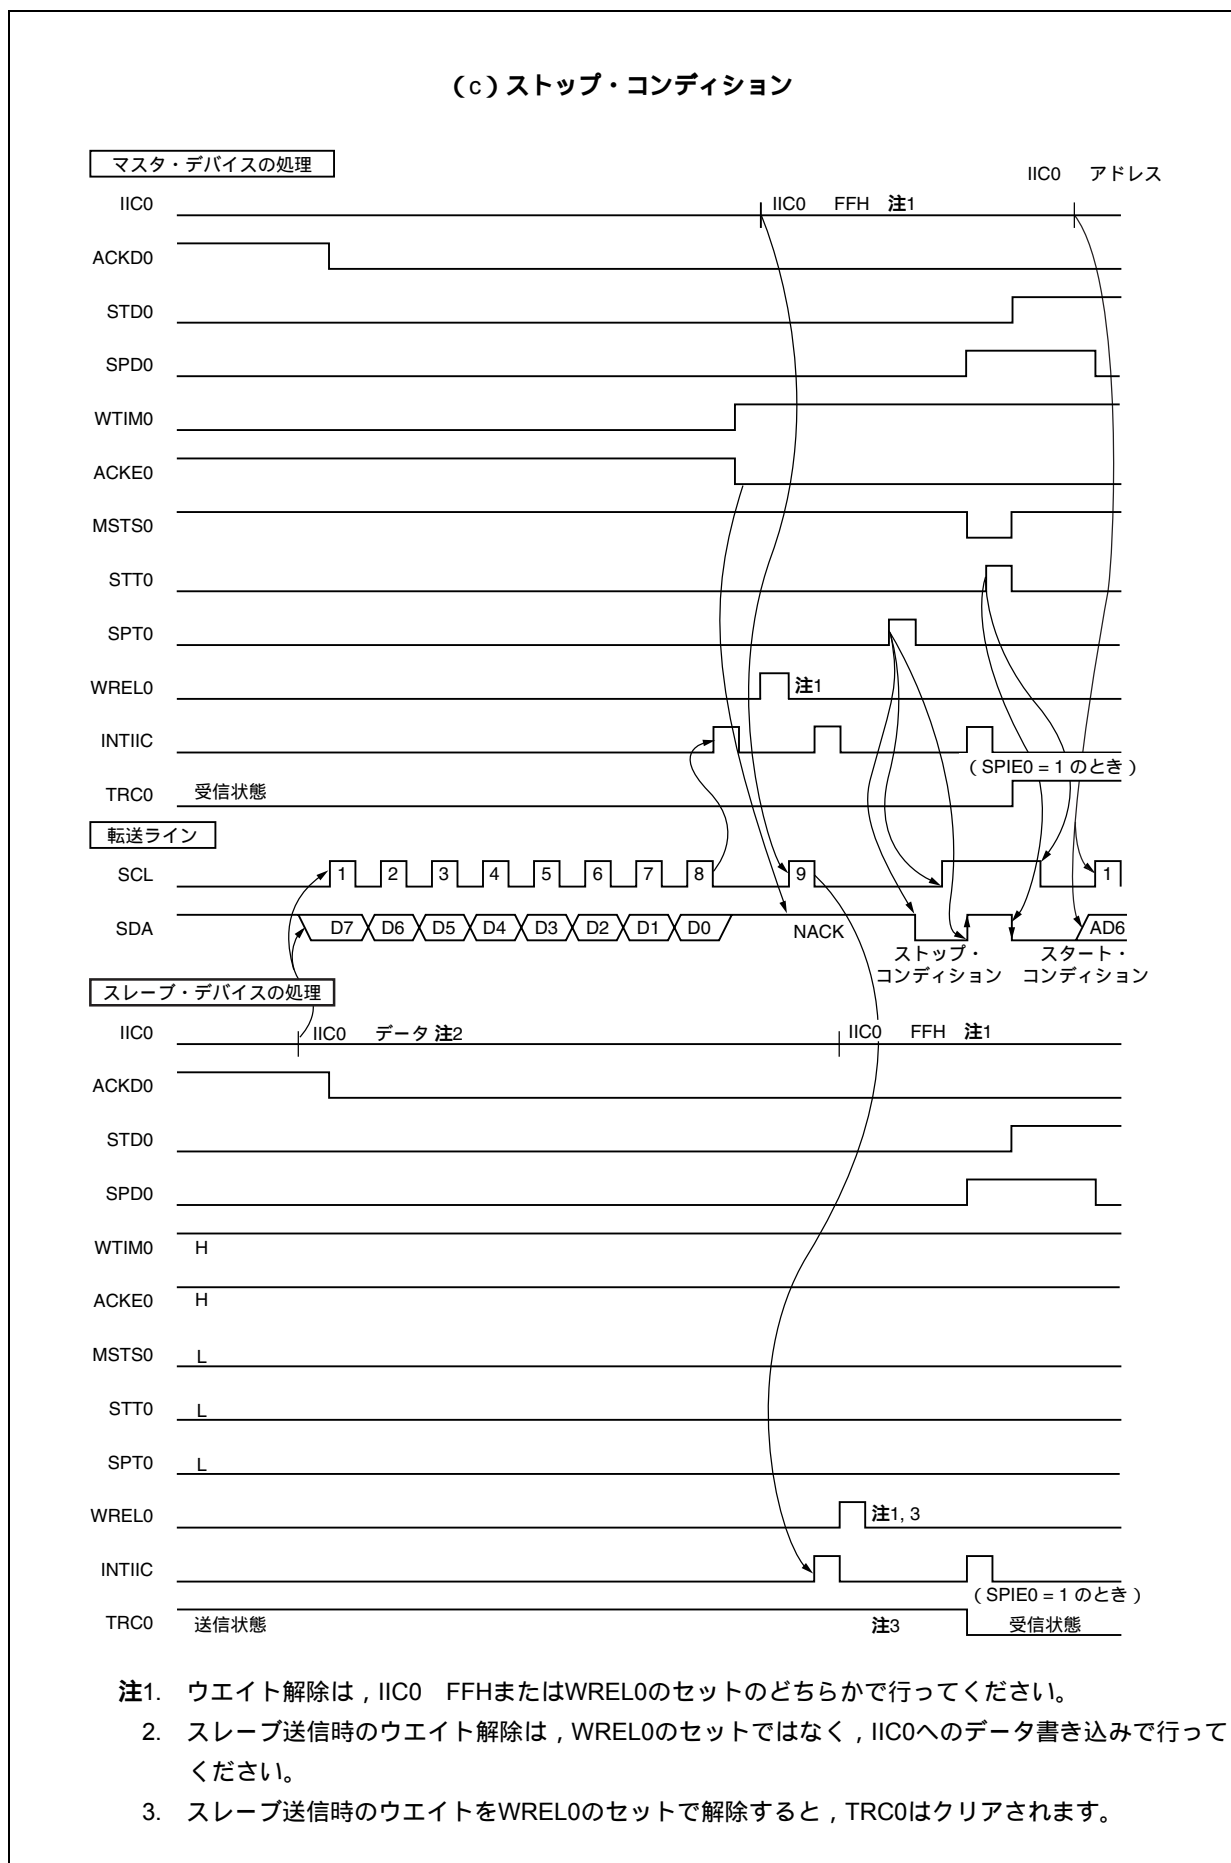 (c)ストップ・コンディション
マスタ・デバイスの処理
IIC0 アドレス
IIC0
IIC0 FFH 注1
ACKD0
STD0
SPD0
WTIM0
ACKE0
MSTS0
STT0
SPT0
WREL0
注1
INTIIC
(SPIE0 = 1 のとき)
TRC0
受信状態
転送ライン
SCL
1 2 3 4 5 6 7 8 9 1
SDA
D7 D6 D5 D4 D3 D2 D1 D0 NACK AD6
ストップ・
コンディション
スタート・
コンディション
スレーブ・デバイスの処理
IIC0
IIC0 データ 注2
IIC0 FFH 注1
ACKD0
STD0
SPD0
WTIM0 H
ACKE0 H
MSTS0 L
STT0 L
SPT0 L
WREL0
注1, 3
INTIIC
(SPIE0 = 1 のとき)
TRC0 送信状態 注3 受信状態
注1. ウエイト解除は,IIC0 FFHまたはWREL0のセットのどちらかで行ってください。
2. スレーブ送信時のウエイト解除は,WREL0のセットではなく,IIC0へのデータ書き込みで行って
ください。
3. スレーブ送信時のウエイトをWREL0のセットで解除すると,TRC0はクリアされます。